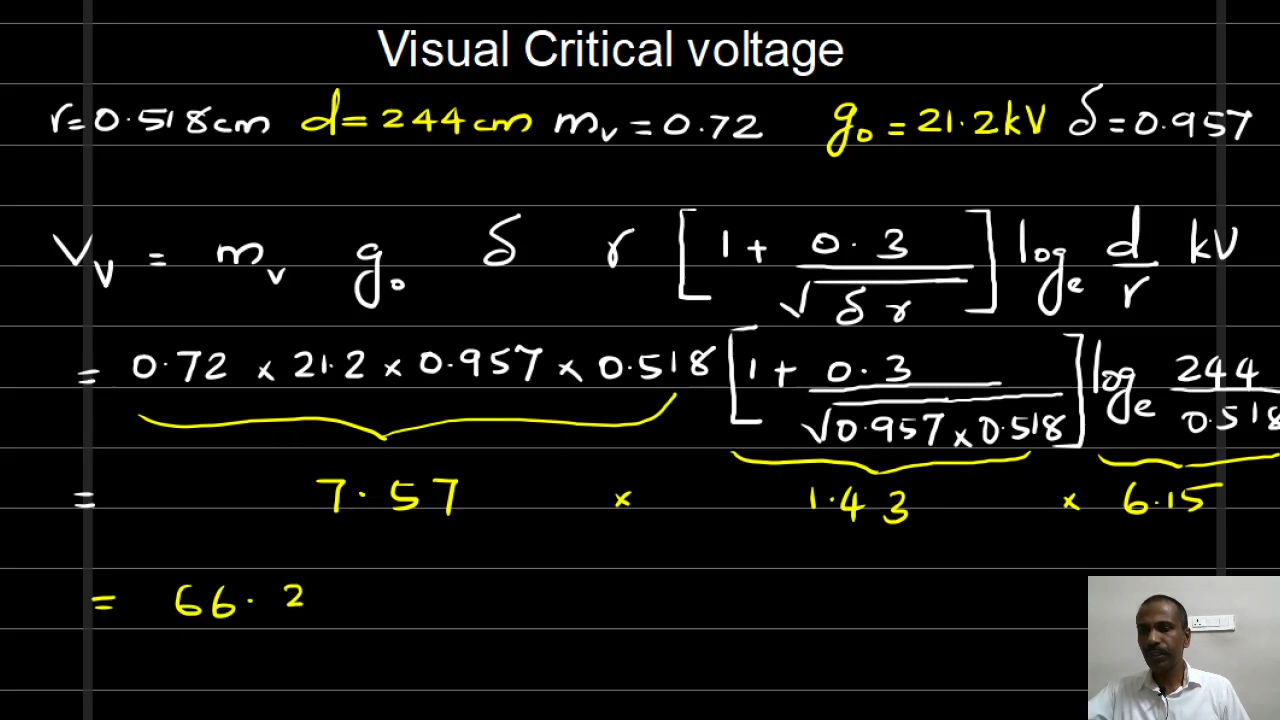 Visual Critical voltage
r=0.518cm d=244cm m_v=0.72 g_0=21.2kV δ=0.957
V_v = m_v g_0 δ r [1+ 0.3/√(δ r)] log_e d/r kV
= 0.72 × 21.2 × 0.957 × 0.518 [1+ 0.3/√(0.957×0.518)] log_e 244/0.518
= 7.57 × 1.43 × 6.15
= 66.2